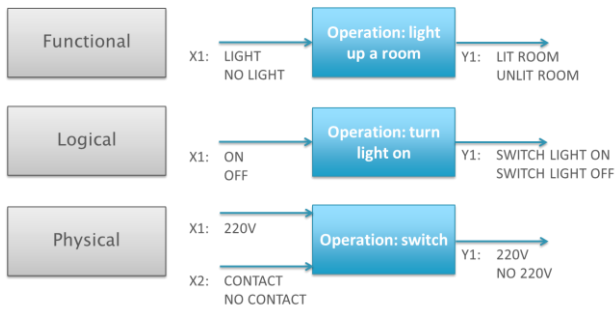 Functional
Operation: light
up a room
X1: LIGHT
NO LIGHT
Y1: LIT ROOM
UNLIT ROOM
Logical
Operation: turn
light on
X1: ON
OFF
Y1: SWITCH LIGHT ON
SWITCH LIGHT OFF
Physical
X1: 220V
Operation: switch
Y1: 220V
NO 220V
X2: CONTACT
NO CONTACT